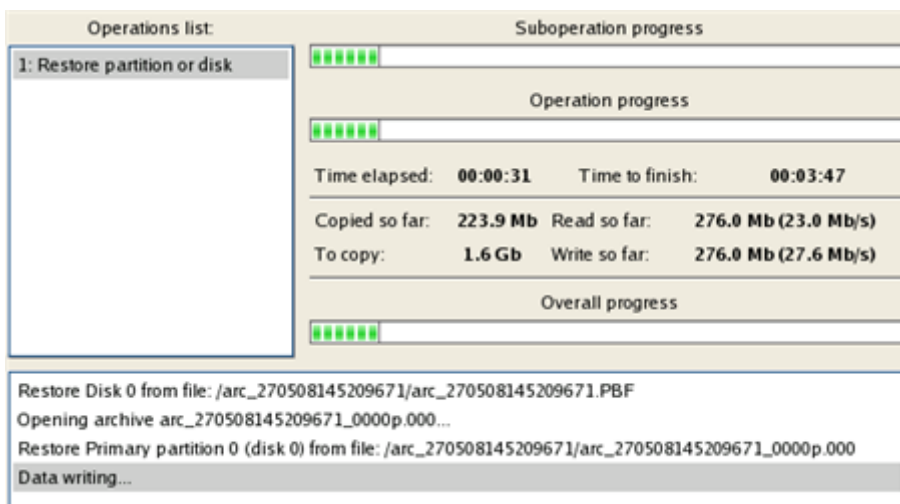 Operations list:
1: Restore partition or disk
Suboperation progress
Operation progress
Time elapsed: 00:00:31 Time to finish: 00:03:47
Copied so far: 223.9 Mb Read so far: 276.0 Mb (23.0 Mb/s)
To copy: 1.6 Gb Write so far: 276.0 Mb (27.6 Mb/s)
Overall progress
Restore Disk 0 from file: /arc_270508145209671/arc_270508145209671.PBF
Opening archive arc_270508145209671_0000p.000...
Restore Primary partition 0 (disk 0) from file: /arc_270508145209671/arc_270508145209671_0000p.000
Data writing...